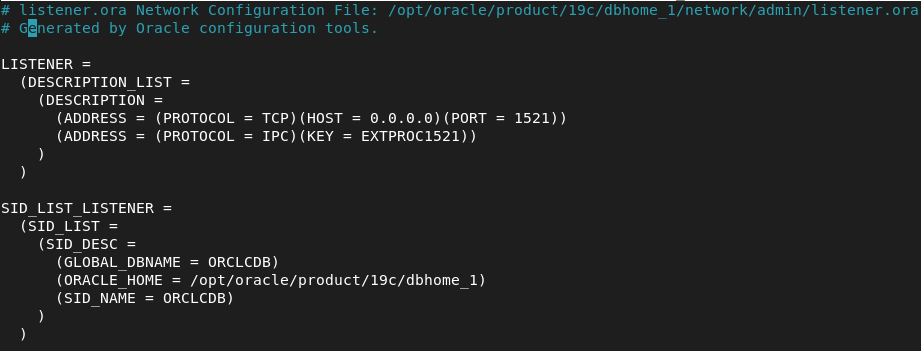 # listener.ora Network Configuration File: /opt/oracle/product/19c/dbhome_1/network/admin/listener.ora
# Generated by Oracle configuration tools.

LISTENER =
  (DESCRIPTION_LIST =
    (DESCRIPTION =
      (ADDRESS = (PROTOCOL = TCP)(HOST = 0.0.0.0)(PORT = 1521))
      (ADDRESS = (PROTOCOL = IPC)(KEY = EXTPROC1521))
    )
  )

SID_LIST_LISTENER =
  (SID_LIST =
    (SID_DESC =
      (GLOBAL_DBNAME = ORCLCDB)
      (ORACLE_HOME = /opt/oracle/product/19c/dbhome_1)
      (SID_NAME = ORCLCDB)
    )
  )